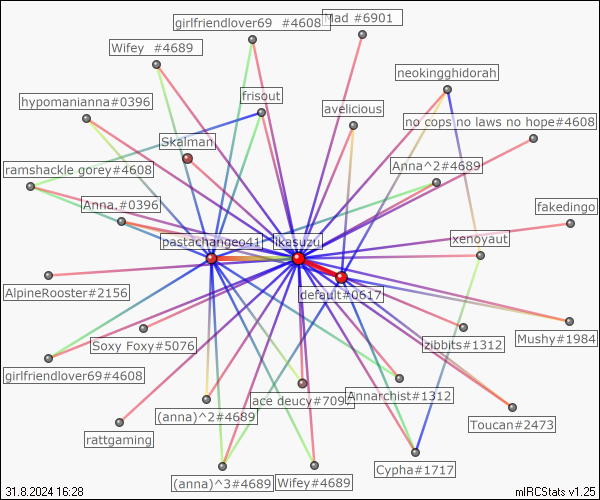 girlfriendlover69 #4608
Mad #6901
Wifey #4689
neokingghidorah
hypomanianna#0396
frisout
avelicious
no cops no laws no hope#4608
Skalman
ramshackle gorey#4608
Anna^2#4689
Anna.#0396
fakedingo
pastachangeo41
ikasuzu
xenoyaut
AlpineRooster#2156
default#0617
Soxy Foxy#5076
zibbits#1312
Mushy#1984
girlfriendlover69#4608
ace deucy#7097
Annarchist#1312
(anna)^2#4689
Toucan#2473
rattgaming
(anna)^3#4689
Wifey#4689
Cypha#1717
31.8.2024 16:28
mIRCStats v1.25